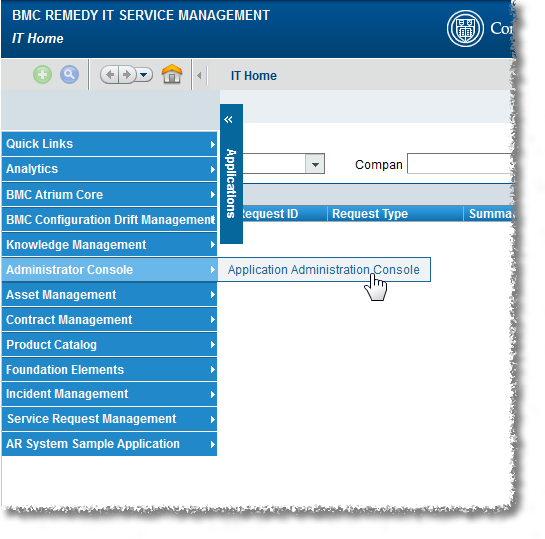 BMC REMEDY IT SERVICE MANAGEMENT
IT Home
IT Home
«
Applications
Quick Links
Analytics
BMC Atrium Core
BMC Configuration Drift Management
Knowledge Management
Administrator Console
Asset Management
Contract Management
Product Catalog
Foundation Elements
Incident Management
Service Request Management
AR System Sample Application
Compan
Request ID
Request Type
Summa
Application Administration Console